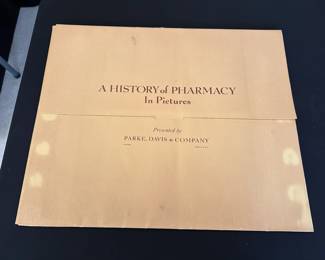 A HISTORY of PHARMACY
In Pictures
Presented by
PARKE, DAVIS & COMPANY